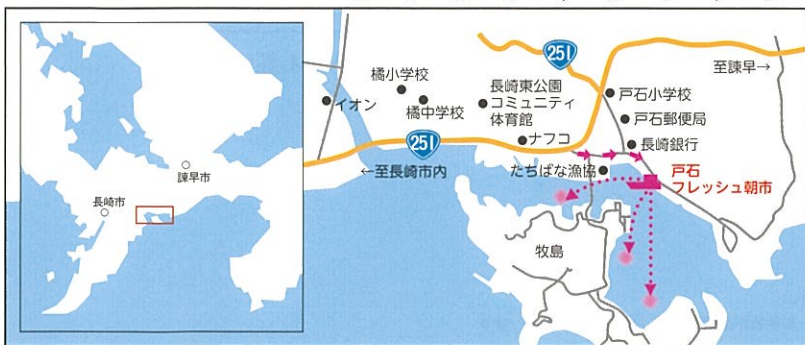 諫早市
長崎市
イオン
橘小学校
橘中学校
長崎東公園
コミュニティ
体育館
ナフコ
251
251
←至長崎市内
至諫早→
戸石小学校
戸石郵便局
長崎銀行
たちばな漁協
戸石
フレッシュ朝市
牧島